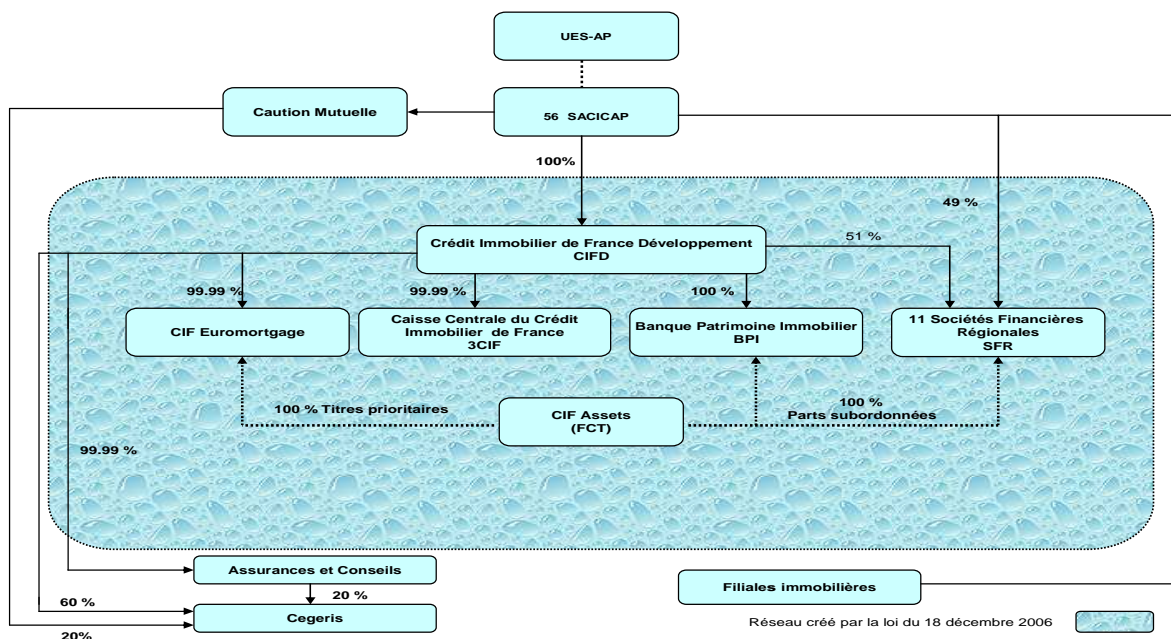 UES-AP
Caution Mutuelle
56 SACICAP
100%
49 %
Crédit Immobilier de France Développement
CIFD
51 %
99.99 %
99.99 %
100 %
CIF Euromortgage
Caisse Centrale du Crédit
Immobilier de France
3CIF
Banque Patrimoine Immobilier
BPI
11 Sociétés Financières
Régionales
SFR
100 % Titres prioritaires
CIF Assets
(FCT)
100 %
Parts subordonnées
99.99 %
Assurances et Conseils
Filiales immobilières
20 %
60 %
Cegeris
20%
Réseau créé par la loi du 18 décembre 2006